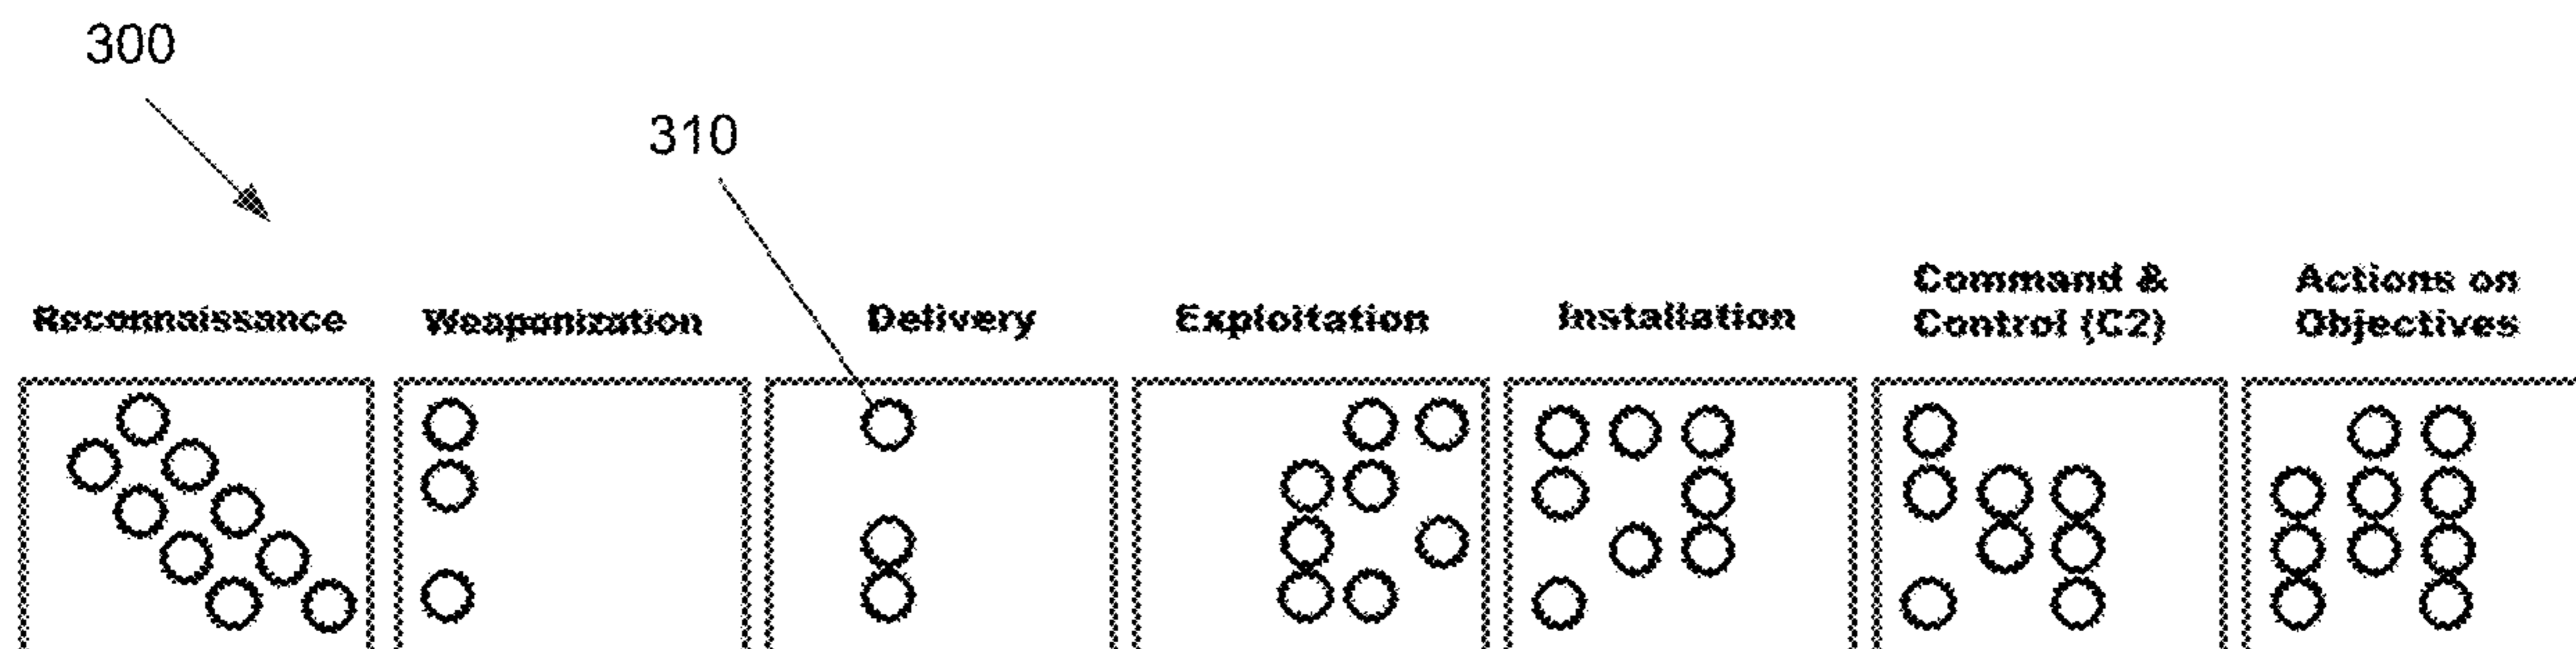 300
310
Reconnaissance
Weaponization
Delivery
Exploitation
Installation
Command &
Control (C2)
Actions on
Objectives